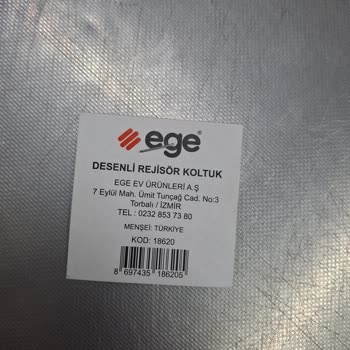 ege®
DESENLİ REJİSÖR KOLTUK
EGE EV ÜRÜNLERİ A.Ş
7 Eylül Mah. Ümit Tunçağ Cad. No:3
Torbalı / İZMİR
TEL : 0232 853 73 80
MENŞEİ: TÜRKİYE
KOD: 18620
8 697435 186205